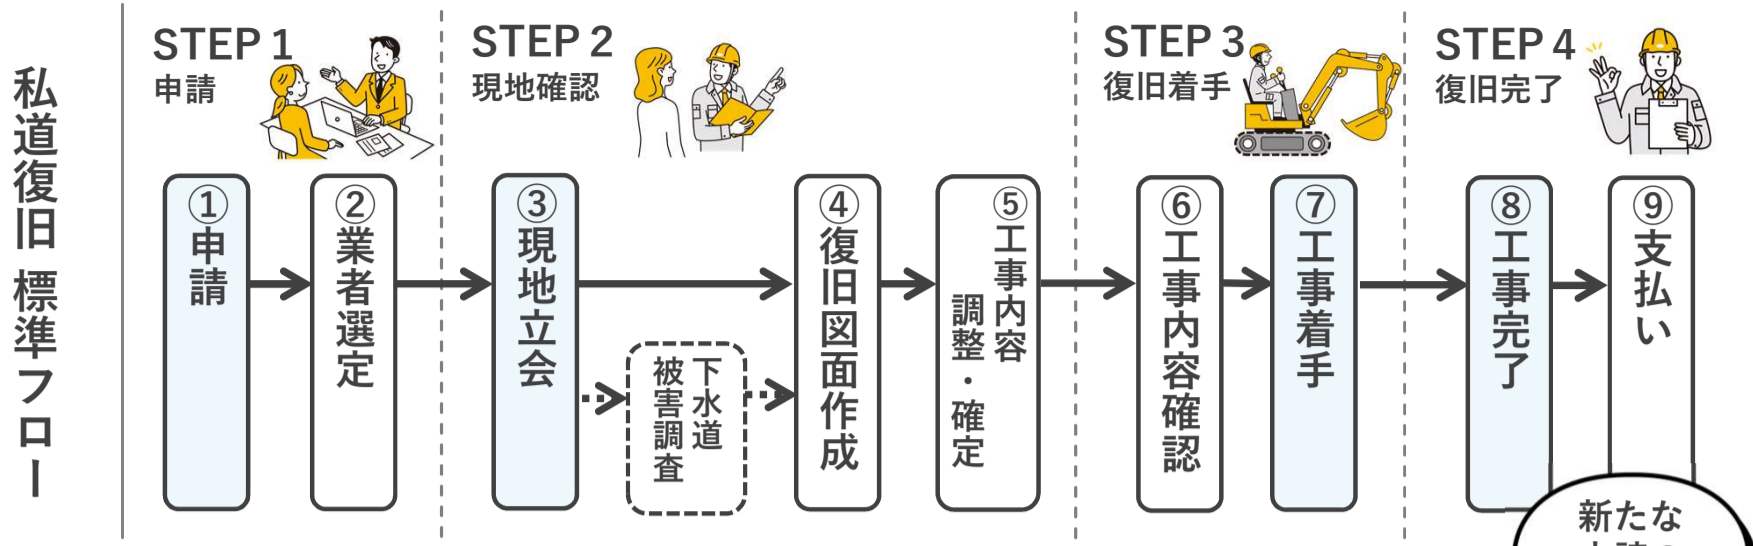 私道復旧 標準フロー
STEP 1
申請
STEP 2
現地確認
STEP 3
復旧着手
STEP 4
復旧完了
①申請
②業者選定
③現地立会
下水道
被害調査
④復旧図面作成
⑤工事内容
調整・確定
⑥工事内容確認
⑦工事着手
⑧工事完了
⑨支払い
新たな